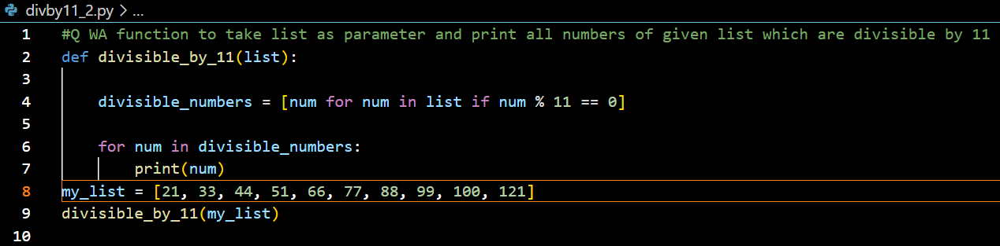 divby11_2.py > ...
1 #Q WA function to take list as parameter and print all numbers of given list which are divisible by 11
2 def divisible_by_11(list):
3
4     divisible_numbers = [num for num in list if num % 11 == 0]
5
6     for num in divisible_numbers:
7         print(num)
8 my_list = [21, 33, 44, 51, 66, 77, 88, 99, 100, 121]
9 divisible_by_11(my_list)
10